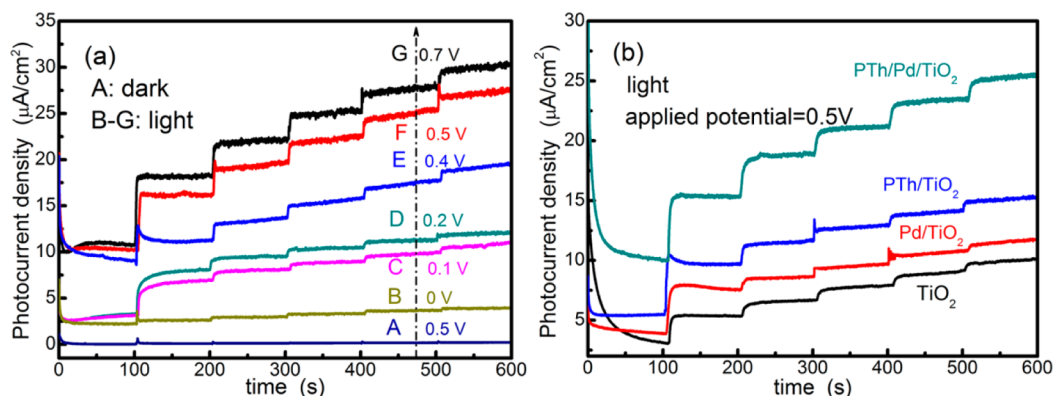 (a)
A: dark
B-G: light
G 0.7 V
F 0.5 V
E 0.4 V
D 0.2 V
C 0.1 V
B 0 V
A 0.5 V
Photocurrent density (μA/cm²)
35
30
25
20
15
10
5
0
0 100 200 300 400 500 600
time (s)
(b)
light
applied potential=0.5V
PTh/Pd/TiO₂
PTh/TiO₂
Pd/TiO₂
TiO₂
Photocurrent density (μA/cm²)
30
25
20
15
10
5
0 100 200 300 400 500 600
time (s)